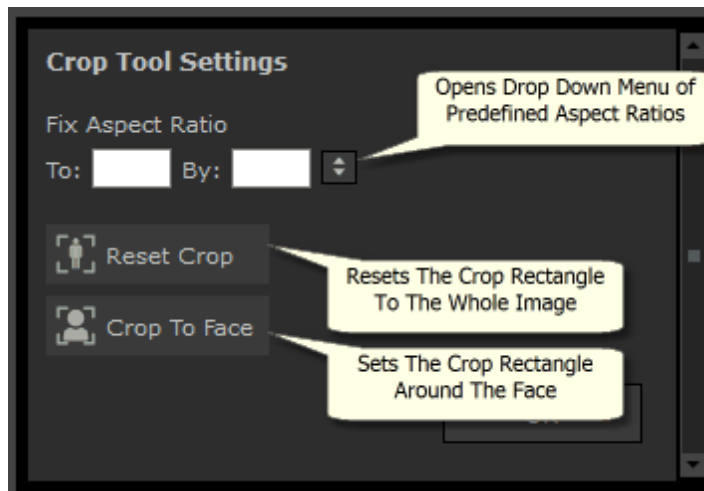 Crop Tool Settings
Opens Drop Down Menu of
Predefined Aspect Ratios
Fix Aspect Ratio
To: By:
Reset Crop
Resets The Crop Rectangle
To The Whole Image
Crop To Face
Sets The Crop Rectangle
Around The Face